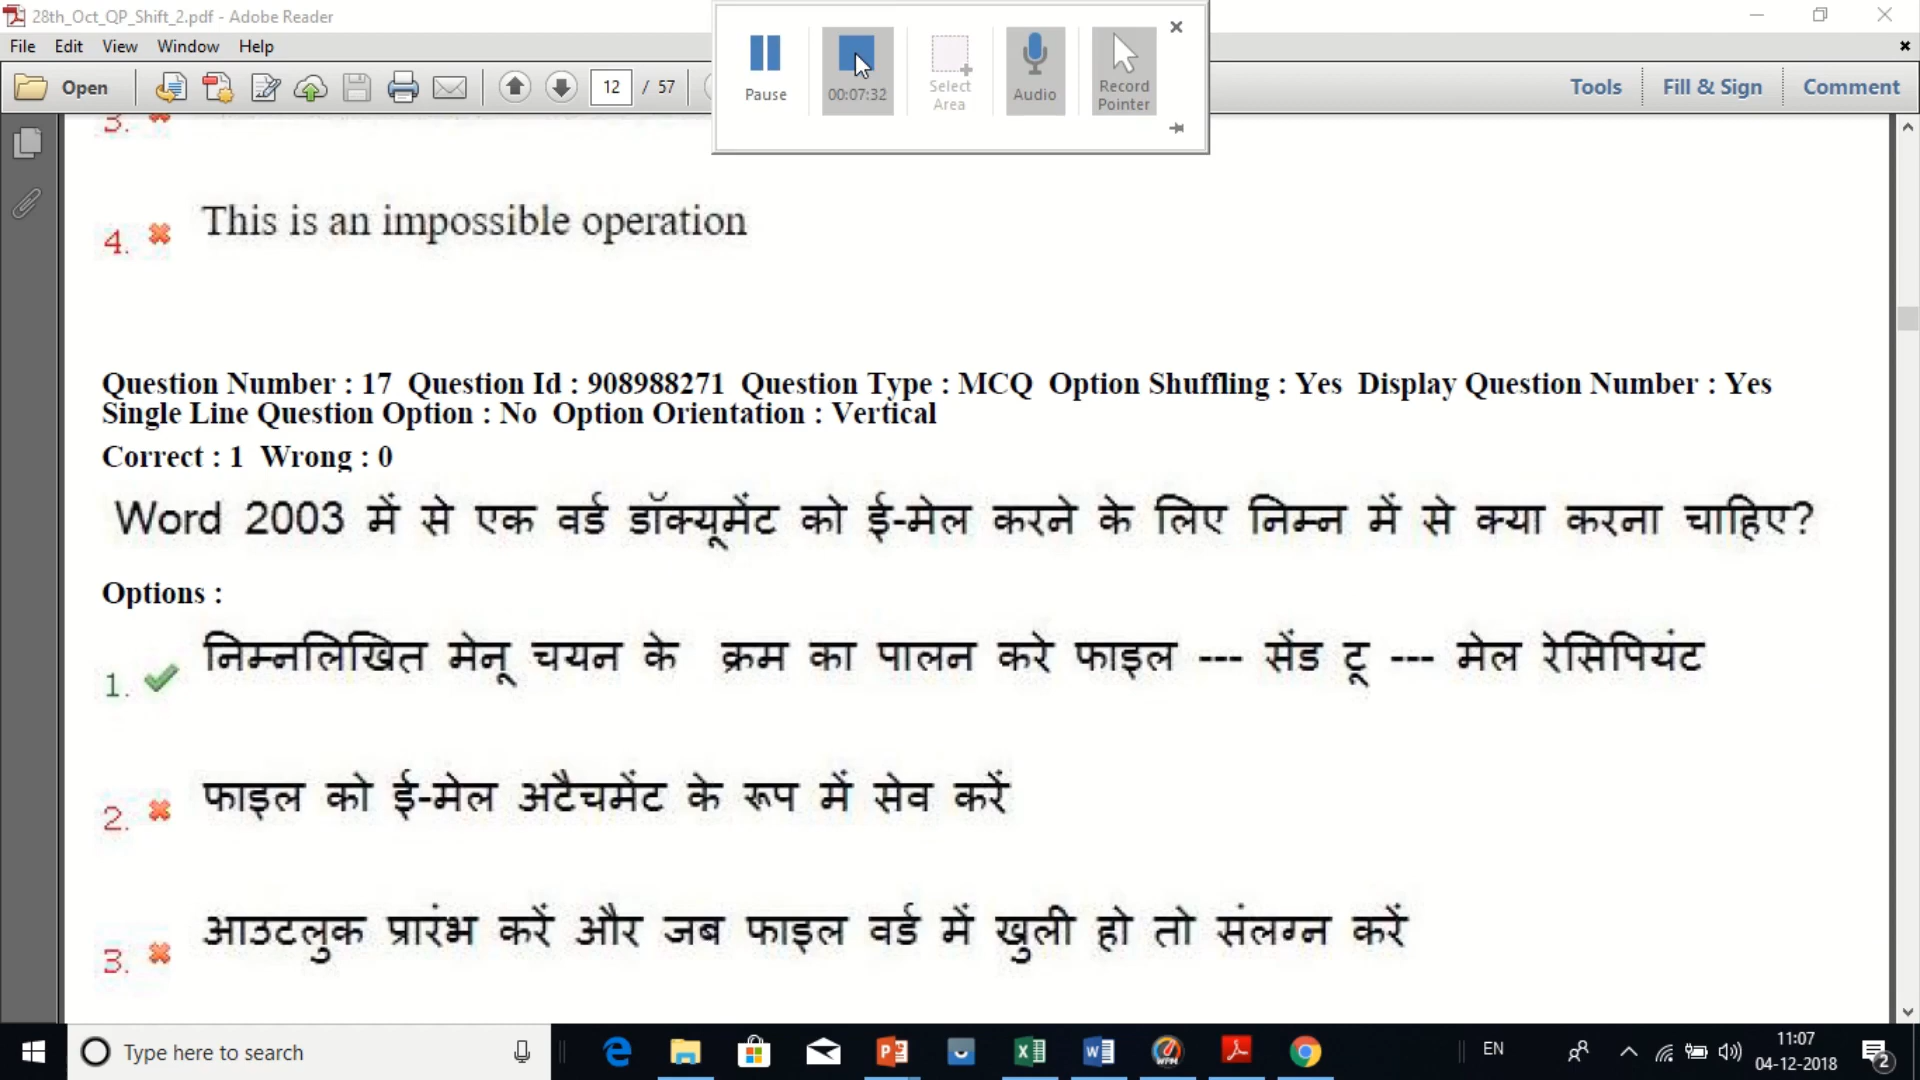 28th_Oct_QP_Shift_2.pdf - Adobe Reader
File Edit View Window Help
Open 12 / 57 Tools Fill & Sign Comment
Pause 00:07:32 Select Area Audio Record Pointer
3.
4. This is an impossible operation
Question Number : 17 Question Id : 908988271 Question Type : MCQ Option Shuffling : Yes Display Question Number : Yes
Single Line Question Option : No Option Orientation : Vertical
Correct : 1 Wrong : 0
Word 2003 में से एक वर्ड डॉक्यूमेंट को ई-मेल करने के लिए निम्न में से क्या करना चाहिए?
Options :
1. निम्नलिखित मेनू चयन के क्रम का पालन करे फाइल --- सेंड टू --- मेल रेसिपियंट
2. फाइल को ई-मेल अटैचमेंट के रूप में सेव करें
3. आउटलुक प्रारंभ करें और जब फाइल वर्ड में खुली हो तो संलग्न करें
Type here to search
EN
11:07
04-12-2018
2